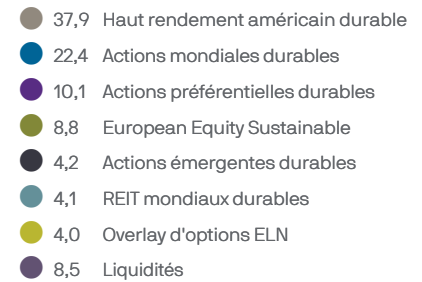 37,9 Haut rendement américain durable
22,4 Actions mondiales durables
10,1 Actions préférentielles durables
8,8 European Equity Sustainable
4,2 Actions émergentes durables
4,1 REIT mondiaux durables
4,0 Overlay d'options ELN
8,5 Liquidités